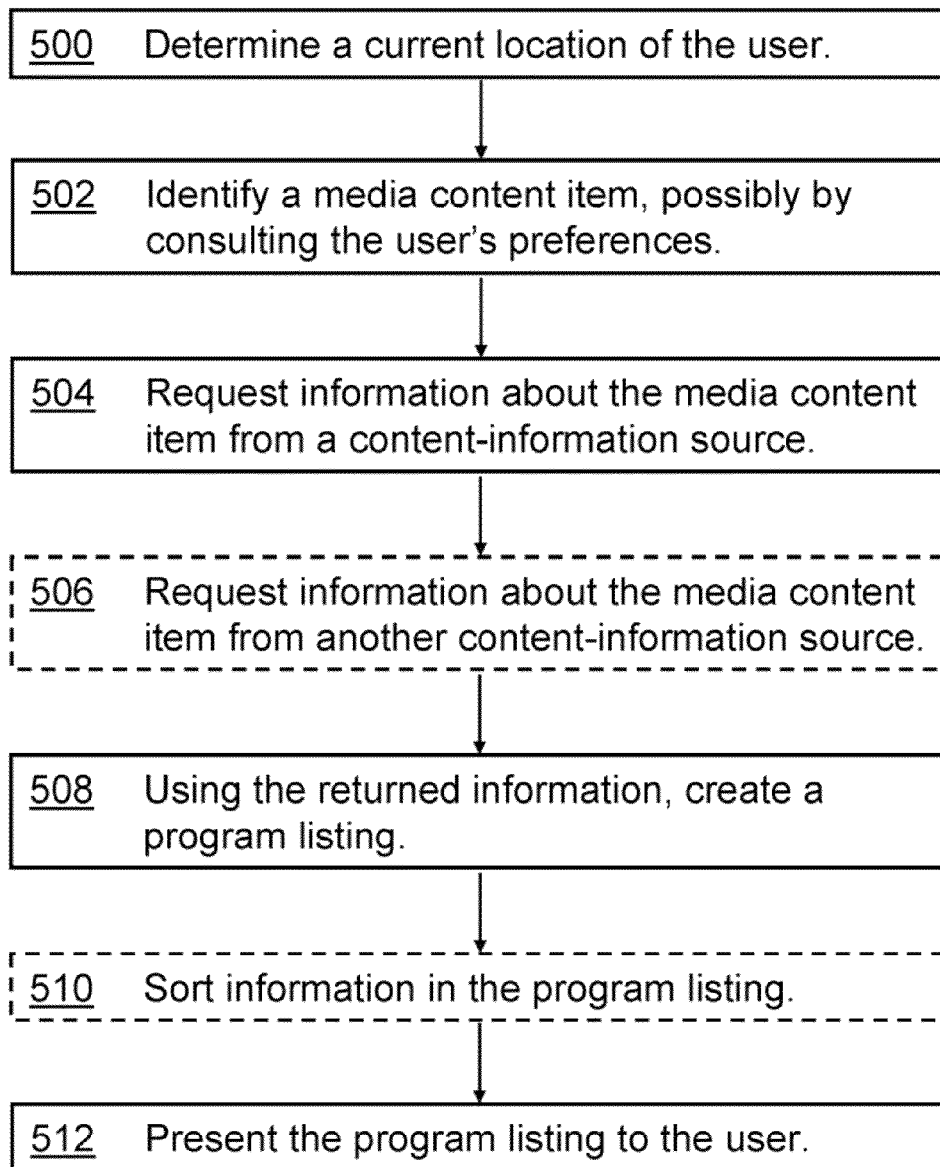 500 Determine a current location of the user.
502 Identify a media content item, possibly by
consulting the user's preferences.
504 Request information about the media content
item from a content-information source.
506 Request information about the media content
item from another content-information source.
508 Using the returned information, create a
program listing.
510 Sort information in the program listing.
512 Present the program listing to the user.